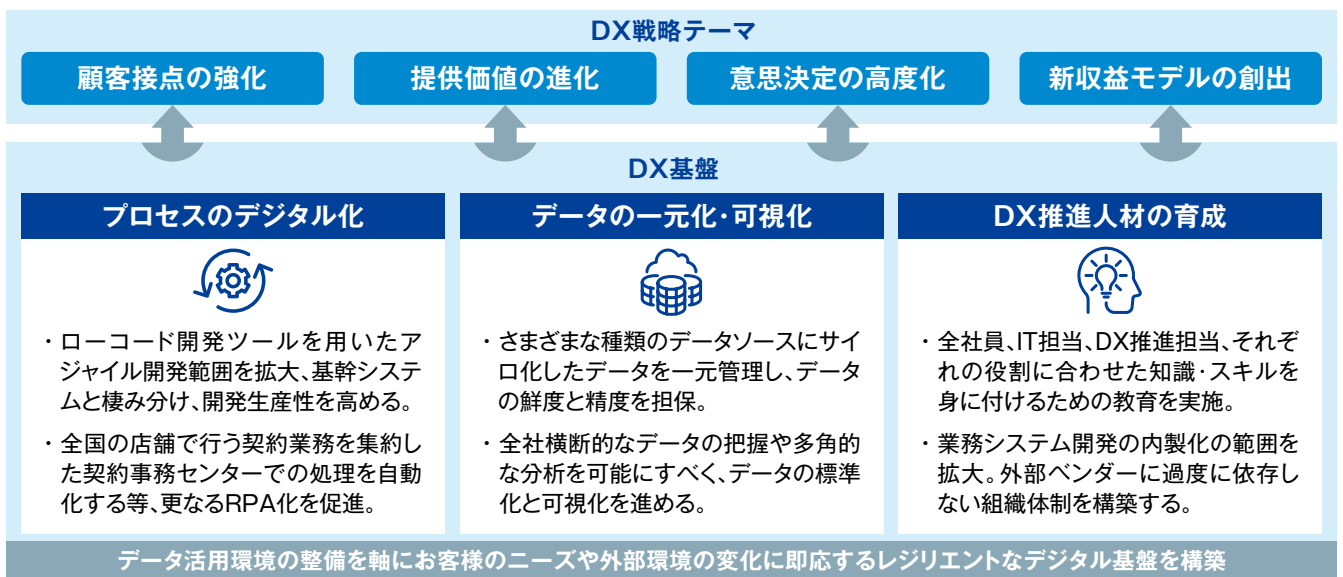 DX戦略テーマ
顧客接点の強化
提供価値の進化
意思決定の高度化
新収益モデルの創出
DX基盤
プロセスのデジタル化
・ローコード開発ツールを用いたア
ジャイル開発範囲を拡大、基幹システ
ムと棲み分け、開発生産性を高める。
・全国の店舗で行う契約業務を集約し
た契約事務センターでの処理を自動
化する等、更なるRPA化を促進。
データの一元化・可視化
・さまざまな種類のデータソースにサイ
ロ化したデータを一元管理し、データ
の鮮度と精度を担保。
・全社横断的なデータの把握や多角的
な分析を可能にすべく、データの標準
化と可視化を進める。
DX推進人材の育成
・全社員、IT担当、DX推進担当、それぞ
れの役割に合わせた知識・スキルを
身に付けるための教育を実施。
・業務システム開発の内製化の範囲を
拡大。外部ベンダーに過度に依存し
ない組織体制を構築する。
データ活用環境の整備を軸にお客様のニーズや外部環境の変化に即応するレジリエントなデジタル基盤を構築